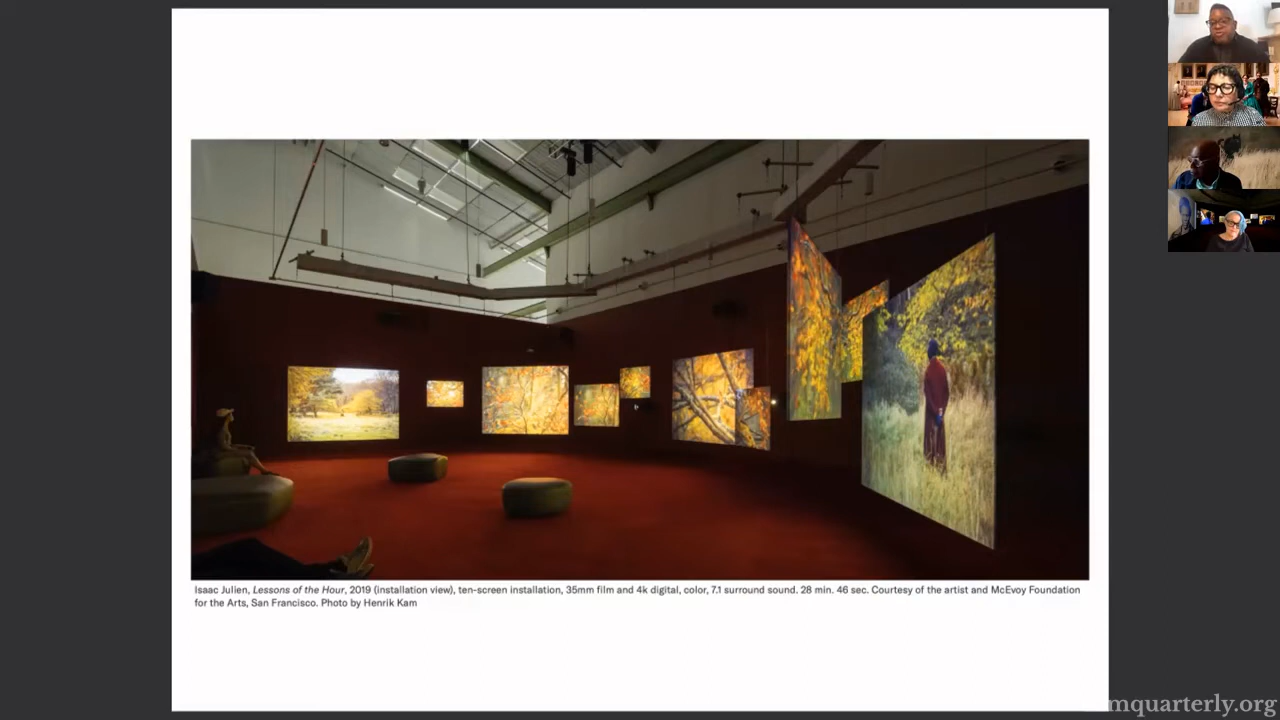 Isaac Julien, Lessons of the Hour, 2019 (installation view), ten-screen installation, 35mm film and 4k digital, color, 7.1 surround sound. 28 min. 46 sec. Courtesy of the artist and McEvoy Foundation
for the Arts, San Francisco. Photo by Henrik Kam
mquarterly.org